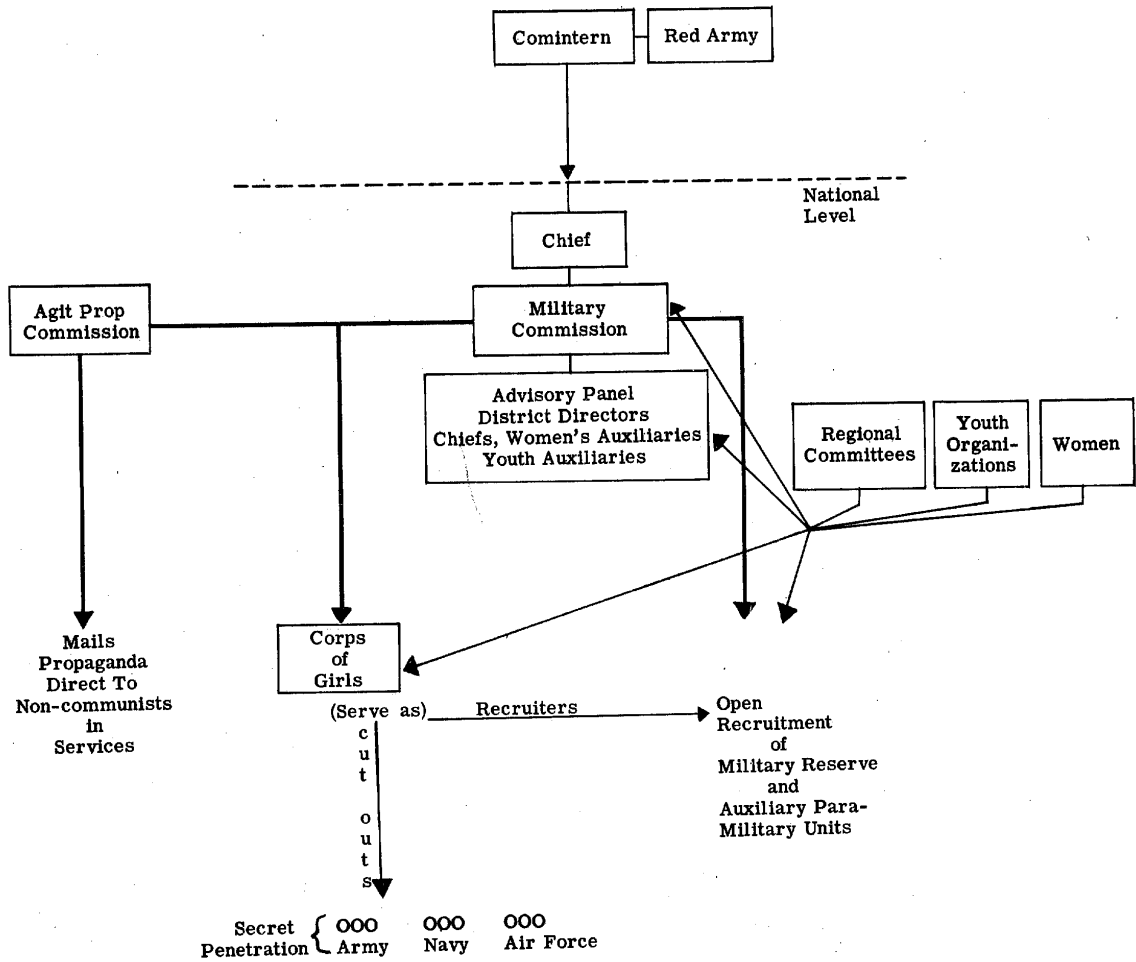 Comintern
Red Army
National
Level
Chief
Agit Prop
Commission
Military
Commission
Advisory Panel
District Directors
Chiefs, Women's Auxiliaries
Youth Auxiliaries
Regional
Committees
Youth
Organi-
zations
Women
Mails
Propaganda
Direct To
Non-communists
in
Services
Corps
of
Girls
(Serve as) Recruiters
cut outs
Open
Recruitment
of
Military Reserve
and
Auxiliary Para-
Military Units
Secret
Penetration
OOO OOO OOO
Army Navy Air Force